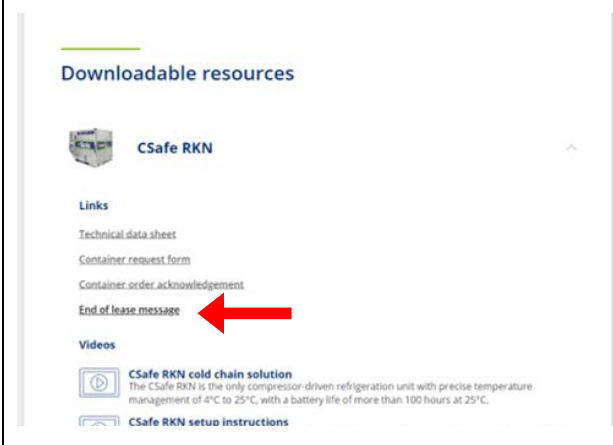 Downloadable resources
CSafe RKN
Links
Technical data sheet
Container request form
Container order acknowledgement
End of lease message
Videos
CSafe RKN cold chain solution
The CSafe RKN is the only compressor-driven refrigeration unit with precise temperature
management of 4°C to 25°C, with a battery life of more than 100 hours at 25°C.
CSafe RKN setup instructions